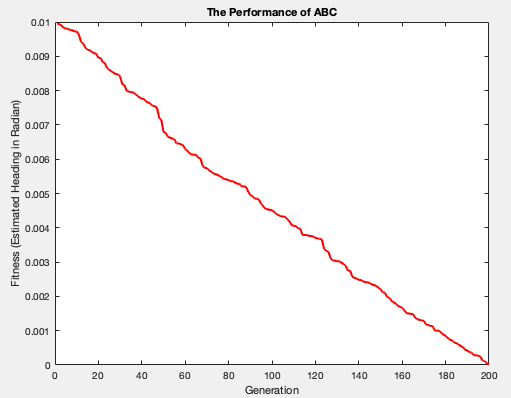 The Performance of ABC
0.01
0.009
0.008
0.007
0.006
0.005
0.004
0.003
0.002
0.001
0
Fitness (Estimated Heading in Radian)
0 20 40 60 80 100 120 140 160 180 200
Generation